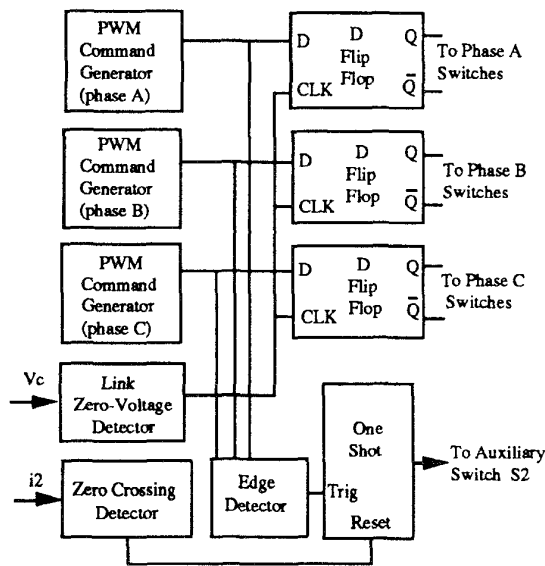 PWM
Command
Generator
(phase A)
D
D
Flip
Flop
CLK
Q
Q̅
To Phase A
Switches
PWM
Command
Generator
(phase B)
D
D
Flip
Flop
CLK
Q
Q̅
To Phase B
Switches
PWM
Command
Generator
(phase C)
D
D
Flip
Flop
CLK
Q
Q̅
To Phase C
Switches
Vc
Link
Zero-Voltage
Detector
i2
Zero Crossing
Detector
Edge
Detector
One
Shot
Trig
Reset
To Auxiliary
Switch S2